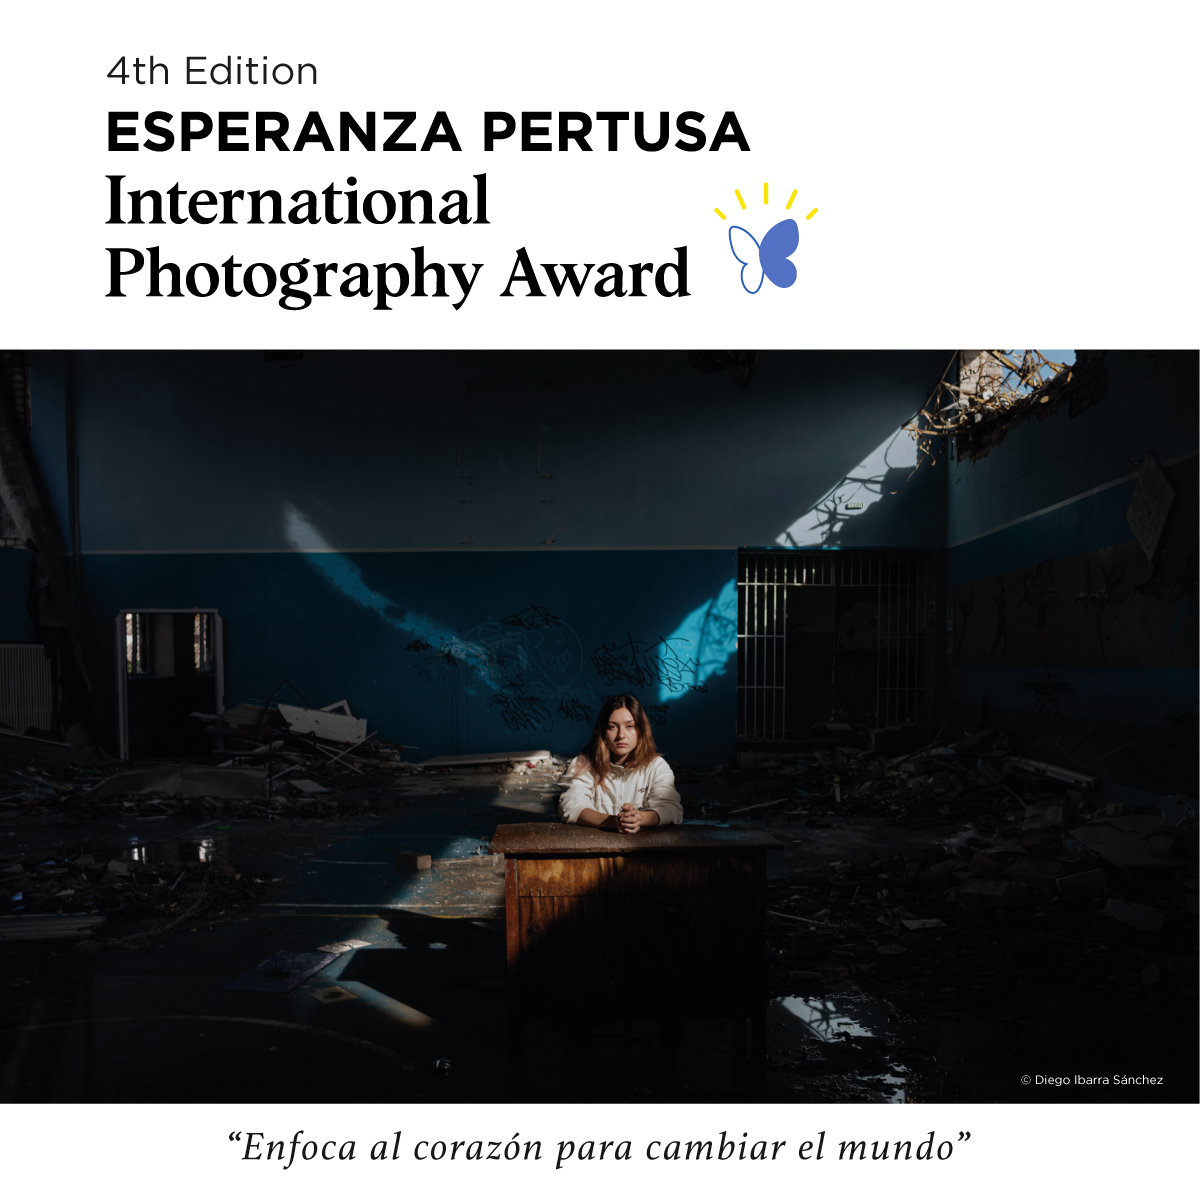 4th Edition
ESPERANZA PERTUSA
International
Photography Award
© Diego Ibarra Sánchez
“Enfoca al corazón para cambiar el mundo”